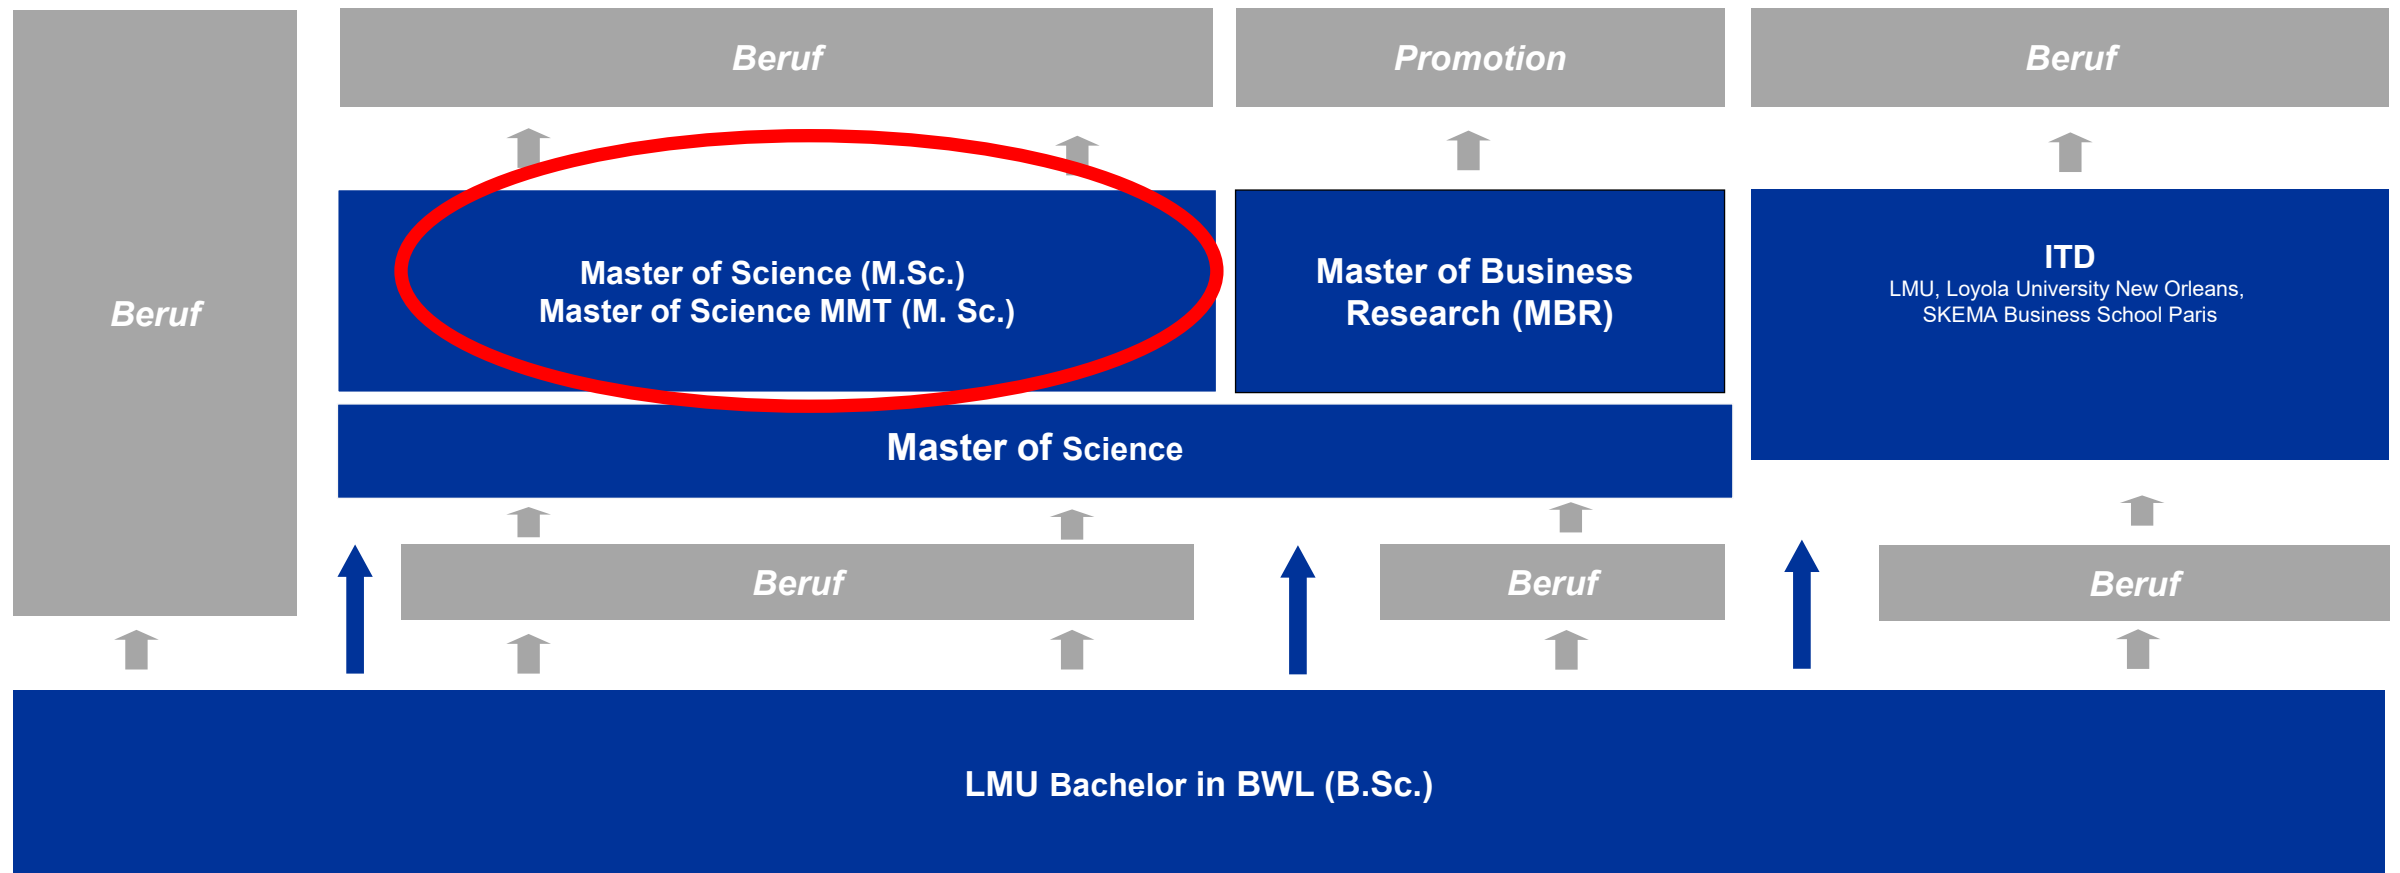 Beruf
Promotion
Beruf
Beruf
Master of Science (M.Sc.)
Master of Science MMT (M. Sc.)
Master of Business
Research (MBR)
ITD
LMU, Loyola University New Orleans,
SKEMA Business School Paris
Master of Science
Beruf
Beruf
Beruf
LMU Bachelor in BWL (B.Sc.)